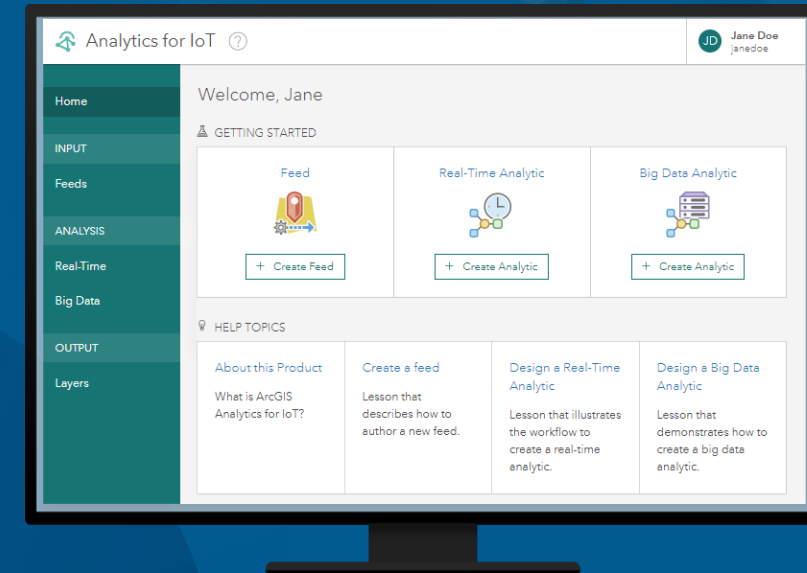 Analytics for IoT ?
JD
Jane Doe
janedoe
Home
INPUT
Feeds
ANALYSIS
Real-Time
Big Data
OUTPUT
Layers
Welcome, Jane
GETTING STARTED
Feed
+ Create Feed
Real-Time Analytic
+ Create Analytic
Big Data Analytic
+ Create Analytic
HELP TOPICS
About this Product
What is ArcGIS
Analytics for IoT?
Create a feed
Lesson that
describes how to
author a new feed.
Design a Real-Time
Analytic
Lesson that illustrates
the workflow to
create a real-time
analytic.
Design a Big Data
Analytic
Lesson that
demonstrates how to
create a big data
analytic.